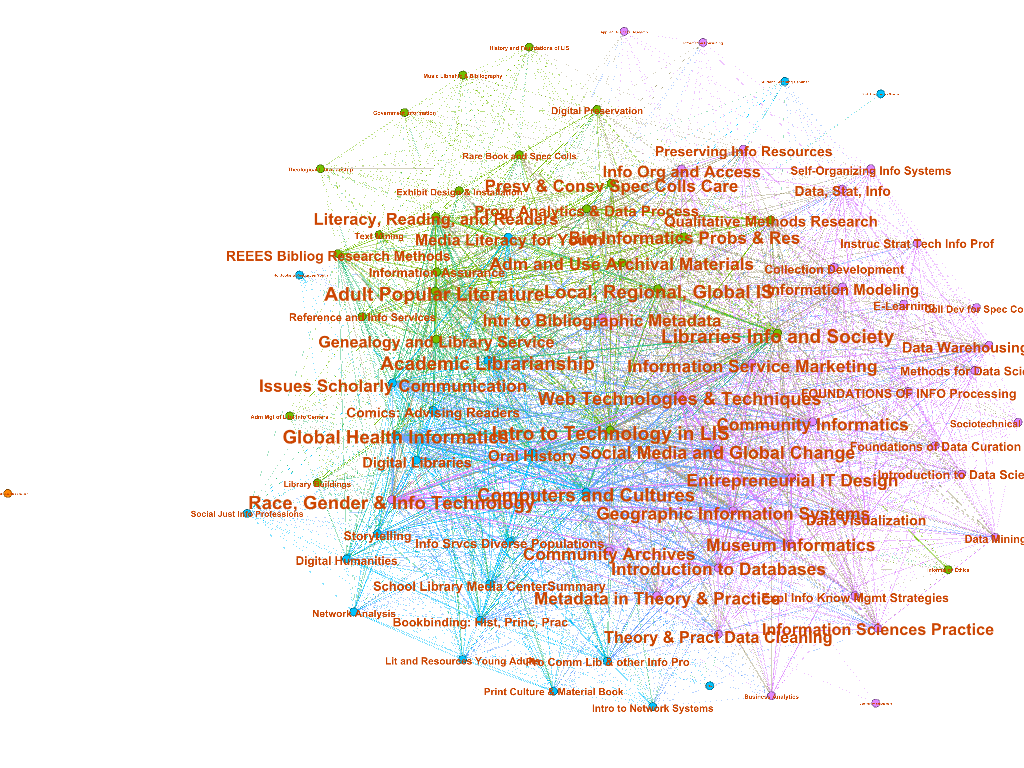 History and Foundations of LIS
Music Librnshp & Bibliography
Government Information
Digital Preservation
Preserving Info Resources
Rare Book and Spec Colls
Info Org and Access
Self-Organizing Info Systems
Presv & Consv Spec Colls Care
Exhibit Design & Installation
Data, Stat, Info
Progr Analytics & Data Process
Literacy, Reading, and Readers
Qualitative Methods Research
Text Mining
Media Literacy for Youth
Bio Informatics Probs & Res
Instruc Strat Tech Info Prof
REEES Bibliog Research Methods
Adm and Use Archival Materials
Information Assurance
Collection Development
Adult Popular Literature
Local, Regional, Global IS
Information Modeling
E-Learning
Coll Dev for Spec Co
Reference and Info Services
Intr to Bibliographic Metadata
Libraries Info and Society
Genealogy and Library Service
Data Warehousing
Academic Librarianship
Information Service Marketing
Methods for Data Scie
Issues Scholarly Communication
FOUNDATIONS OF INFO Processing
Web Technologies & Techniques
Comics: Advising Readers
Adm Mgt of Libs/Info Centers
Community Informatics
Sociotechnical
Global Health Informatics
Intro to Technology in LIS
Foundations of Data Curation
Oral History
Social Media and Global Change
Digital Libraries
Introduction to Data Scie
Entrepreneurial IT Design
Library Buildings
Computers and Cultures
Race, Gender & Info Technology
Social Just Info Professions
Geographic Information Systems
Data Visualization
Storytelling
Info Srvcs Diverse Populations
Museum Informatics
Data Mining
Community Archives
Digital Humanities
Introduction to Databases
Information Ethics
School Library Media Center
Summary
Metadata in Theory & Practice
Expl Info Know Mgmt Strategies
Network Analysis
Bookbinding: Hist, Princ, Prac
Information Sciences Practice
Theory & Pract Data Cleaning
Lit and Resources Young Adults
Pro Comm Lib & other Info Pro
Print Culture & Material Book
Business Analytics
Intro to Network Systems